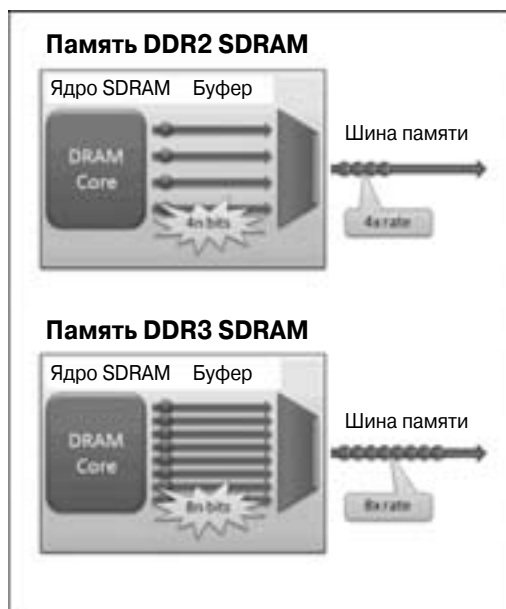 Память DDR2 SDRAM
Ядро SDRAM Буфер
DRAM
Core
4n bits
Шина памяти
4x rate
Память DDR3 SDRAM
Ядро SDRAM Буфер
DRAM
Core
8n bits
Шина памяти
8x rate